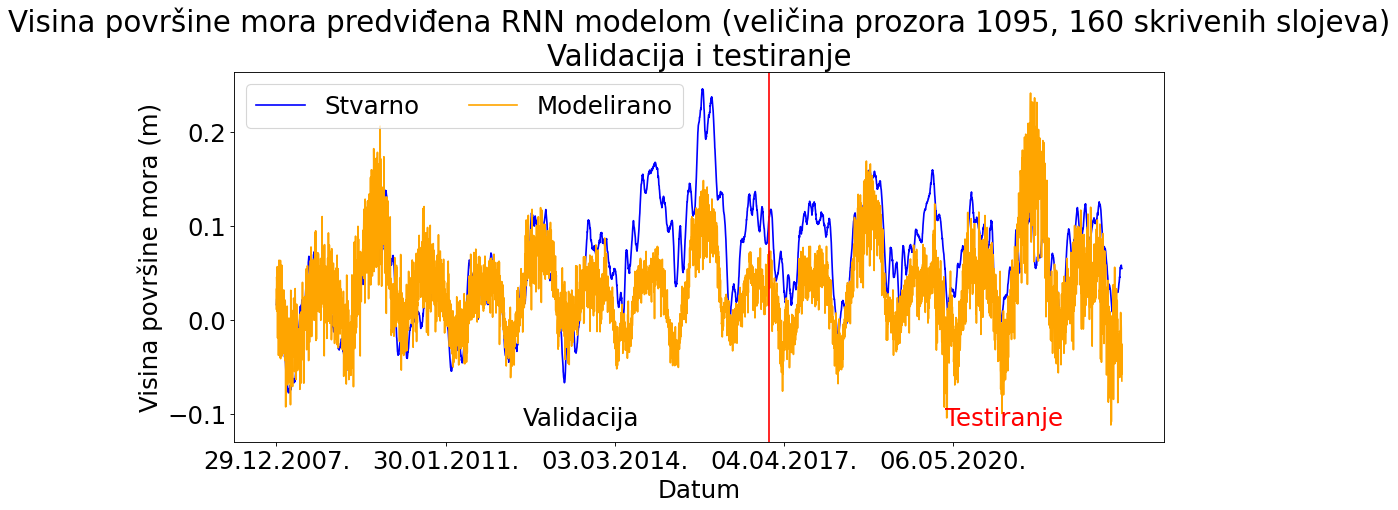 Visina površine mora predviđena RNN modelom (veličina prozora 1095, 160 skrivenih slojeva)
Validacija i testiranje
Stvarno Modelirano
Visina površine mora (m)
0.2
0.1
0.0
−0.1
Validacija Testiranje
29.12.2007. 30.01.2011. 03.03.2014. 04.04.2017. 06.05.2020.
Datum